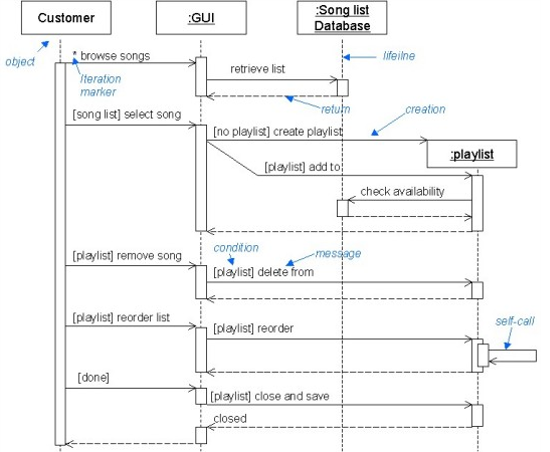 Customer
:GUI
:Song list
Database
object
* browse songs
Iteration
marker
retrieve list
lifeilne
return
[song list] select song
[no playlist] create playlist
creation
:playlist
[playlist] add to
check availability
condition
message
[playlist] remove song
[playlist] delete from
[playlist] reorder list
[playlist] reorder
self-call
[done]
[playlist] close and save
closed